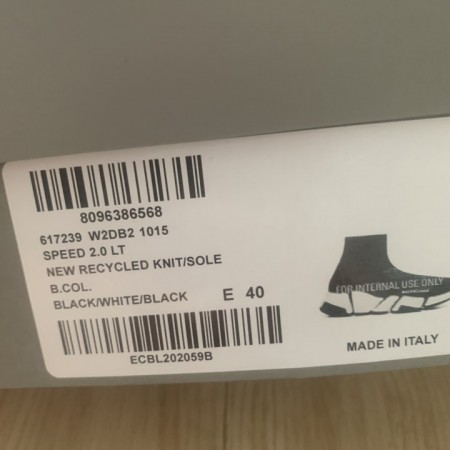 8096386568
617239 W2DB2 1015
SPEED 2.0 LT
NEW RECYCLED KNIT/SOLE
B.COL.
BLACK/WHITE/BLACK E 40
ECBL202059B
FOR INTERNAL USE ONLY
MADE IN ITALY